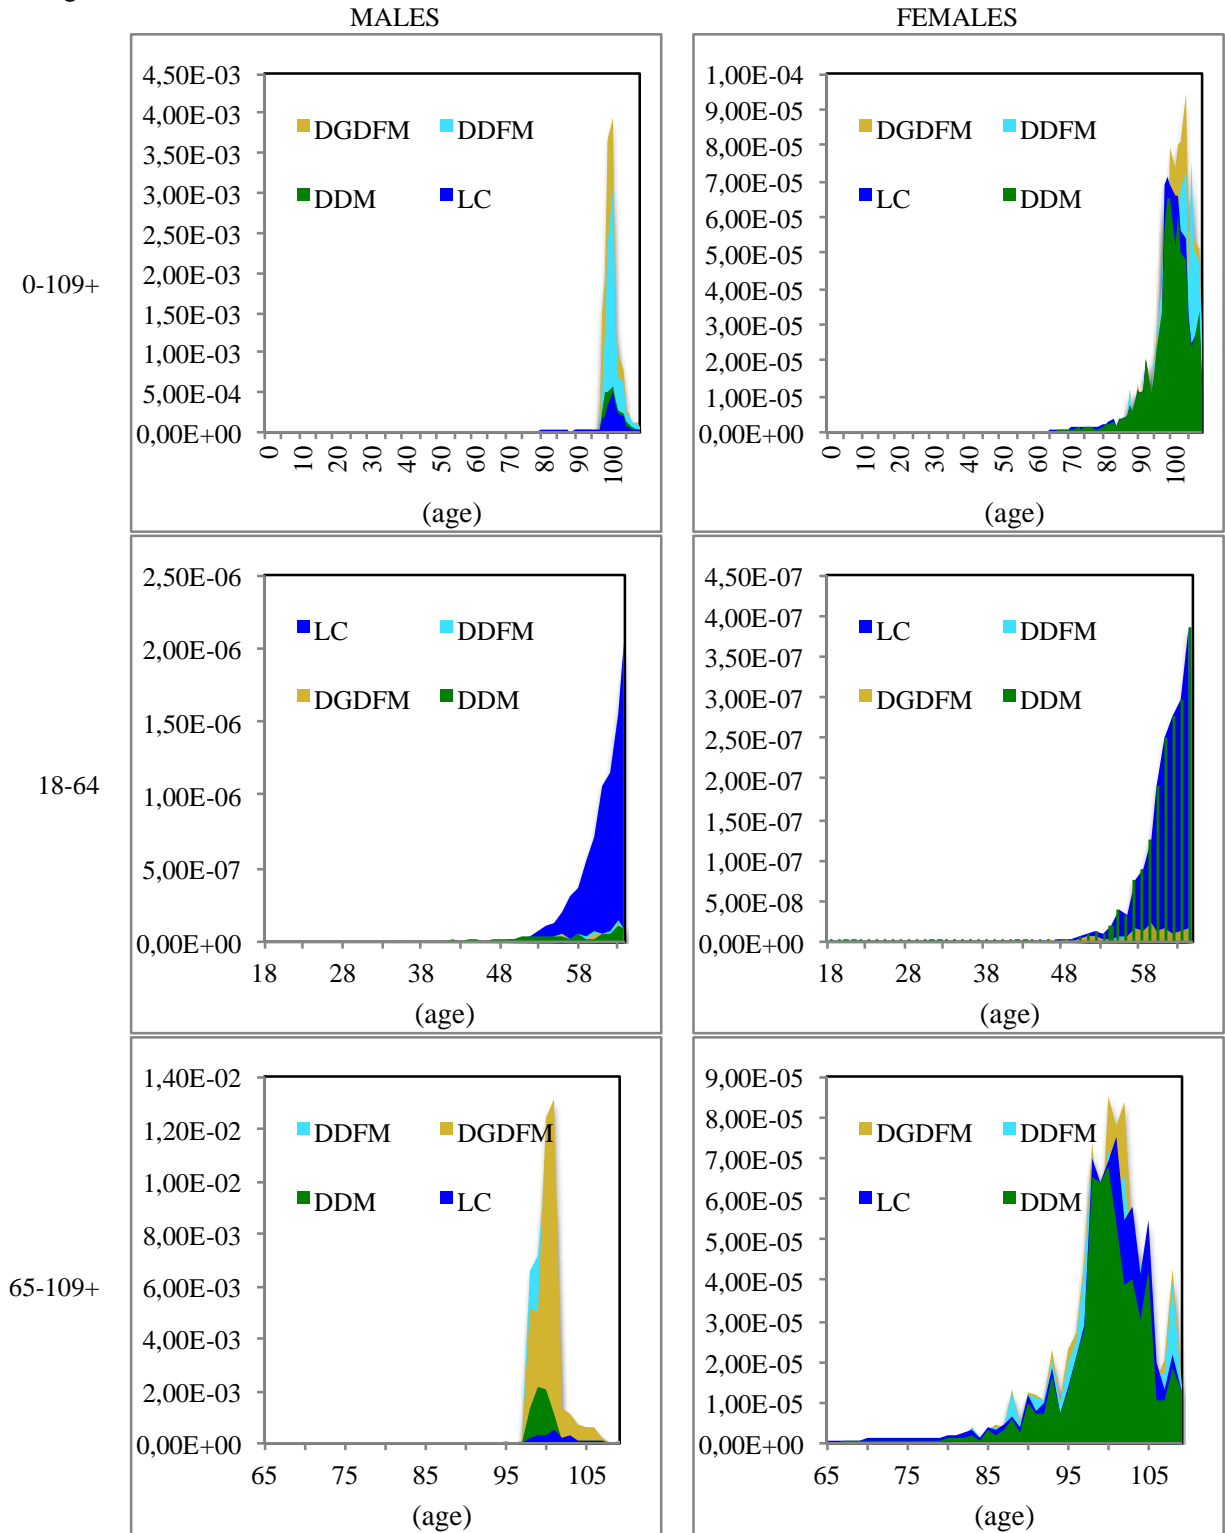 MALES
FEMALES
0-109+
4,50E-03
4,00E-03
3,50E-03
3,00E-03
2,50E-03
2,00E-03
1,50E-03
1,00E-03
5,00E-04
0,00E+00
DGDFM
DDFM
DDM
LC
0
10
20
30
40
50
60
70
80
90
100
(age)
1,00E-04
9,00E-05
8,00E-05
7,00E-05
6,00E-05
5,00E-05
4,00E-05
3,00E-05
2,00E-05
1,00E-05
0,00E+00
DGDFM
DDFM
LC
DDM
0
10
20
30
40
50
60
70
80
90
100
(age)
18-64
2,50E-06
2,00E-06
1,50E-06
1,00E-06
5,00E-07
0,00E+00
LC
DDFM
DGDFM
DDM
18
28
38
48
58
(age)
4,50E-07
4,00E-07
3,50E-07
3,00E-07
2,50E-07
2,00E-07
1,50E-07
1,00E-07
5,00E-08
0,00E+00
LC
DDFM
DGDFM
DDM
18
28
38
48
58
(age)
65-109+
1,40E-02
1,20E-02
1,00E-02
8,00E-03
6,00E-03
4,00E-03
2,00E-03
0,00E+00
DDFM
DGDFM
DDM
LC
65
75
85
95
105
(age)
9,00E-05
8,00E-05
7,00E-05
6,00E-05
5,00E-05
4,00E-05
3,00E-05
2,00E-05
1,00E-05
0,00E+00
DGDFM
DDFM
LC
DDM
65
75
85
95
105
(age)